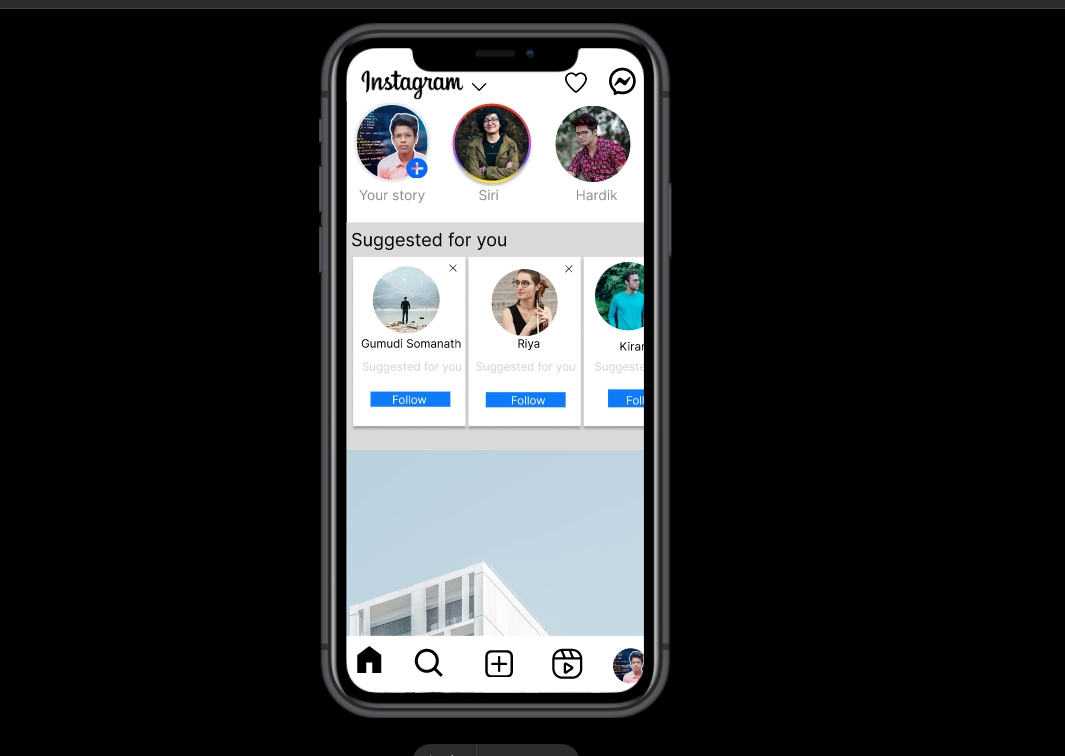 Instagram
Your story
Siri
Hardik
Suggested for you
Gumudi Somanath
Suggested for you
Follow
Riya
Suggested for you
Follow
Kiran
Suggeste
Foll